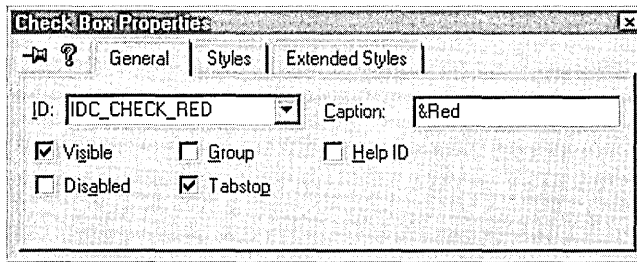 Check Box Properties
? General Styles Extended Styles
ID: IDC_CHECK_RED Caption: &Red
Visible Group Help ID
Disabled Tabstop